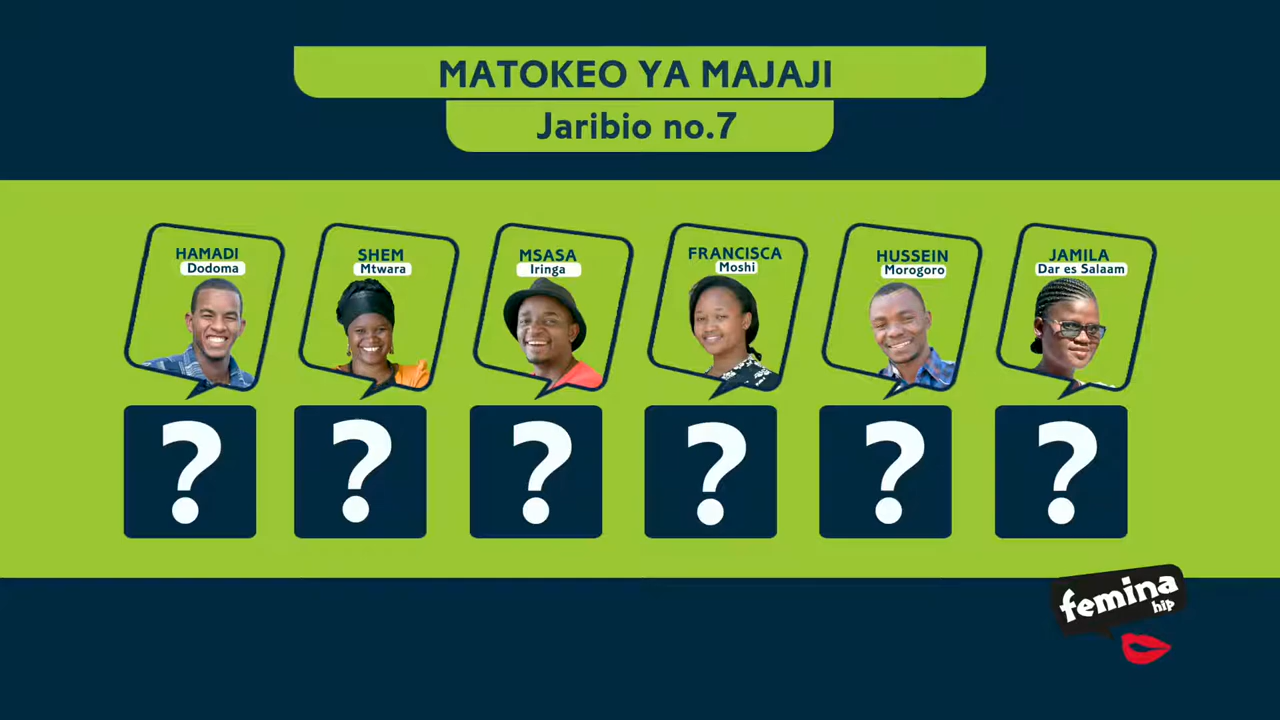 MATOKEO YA MAJAJI
Jaribio no.7
HAMADI
Dodoma
SHEM
Mtwara
MSASA
Iringa
FRANCISCA
Moshi
HUSSEIN
Morogoro
JAMILA
Dar es Salaam
? ? ? ? ? ?
femina
hip